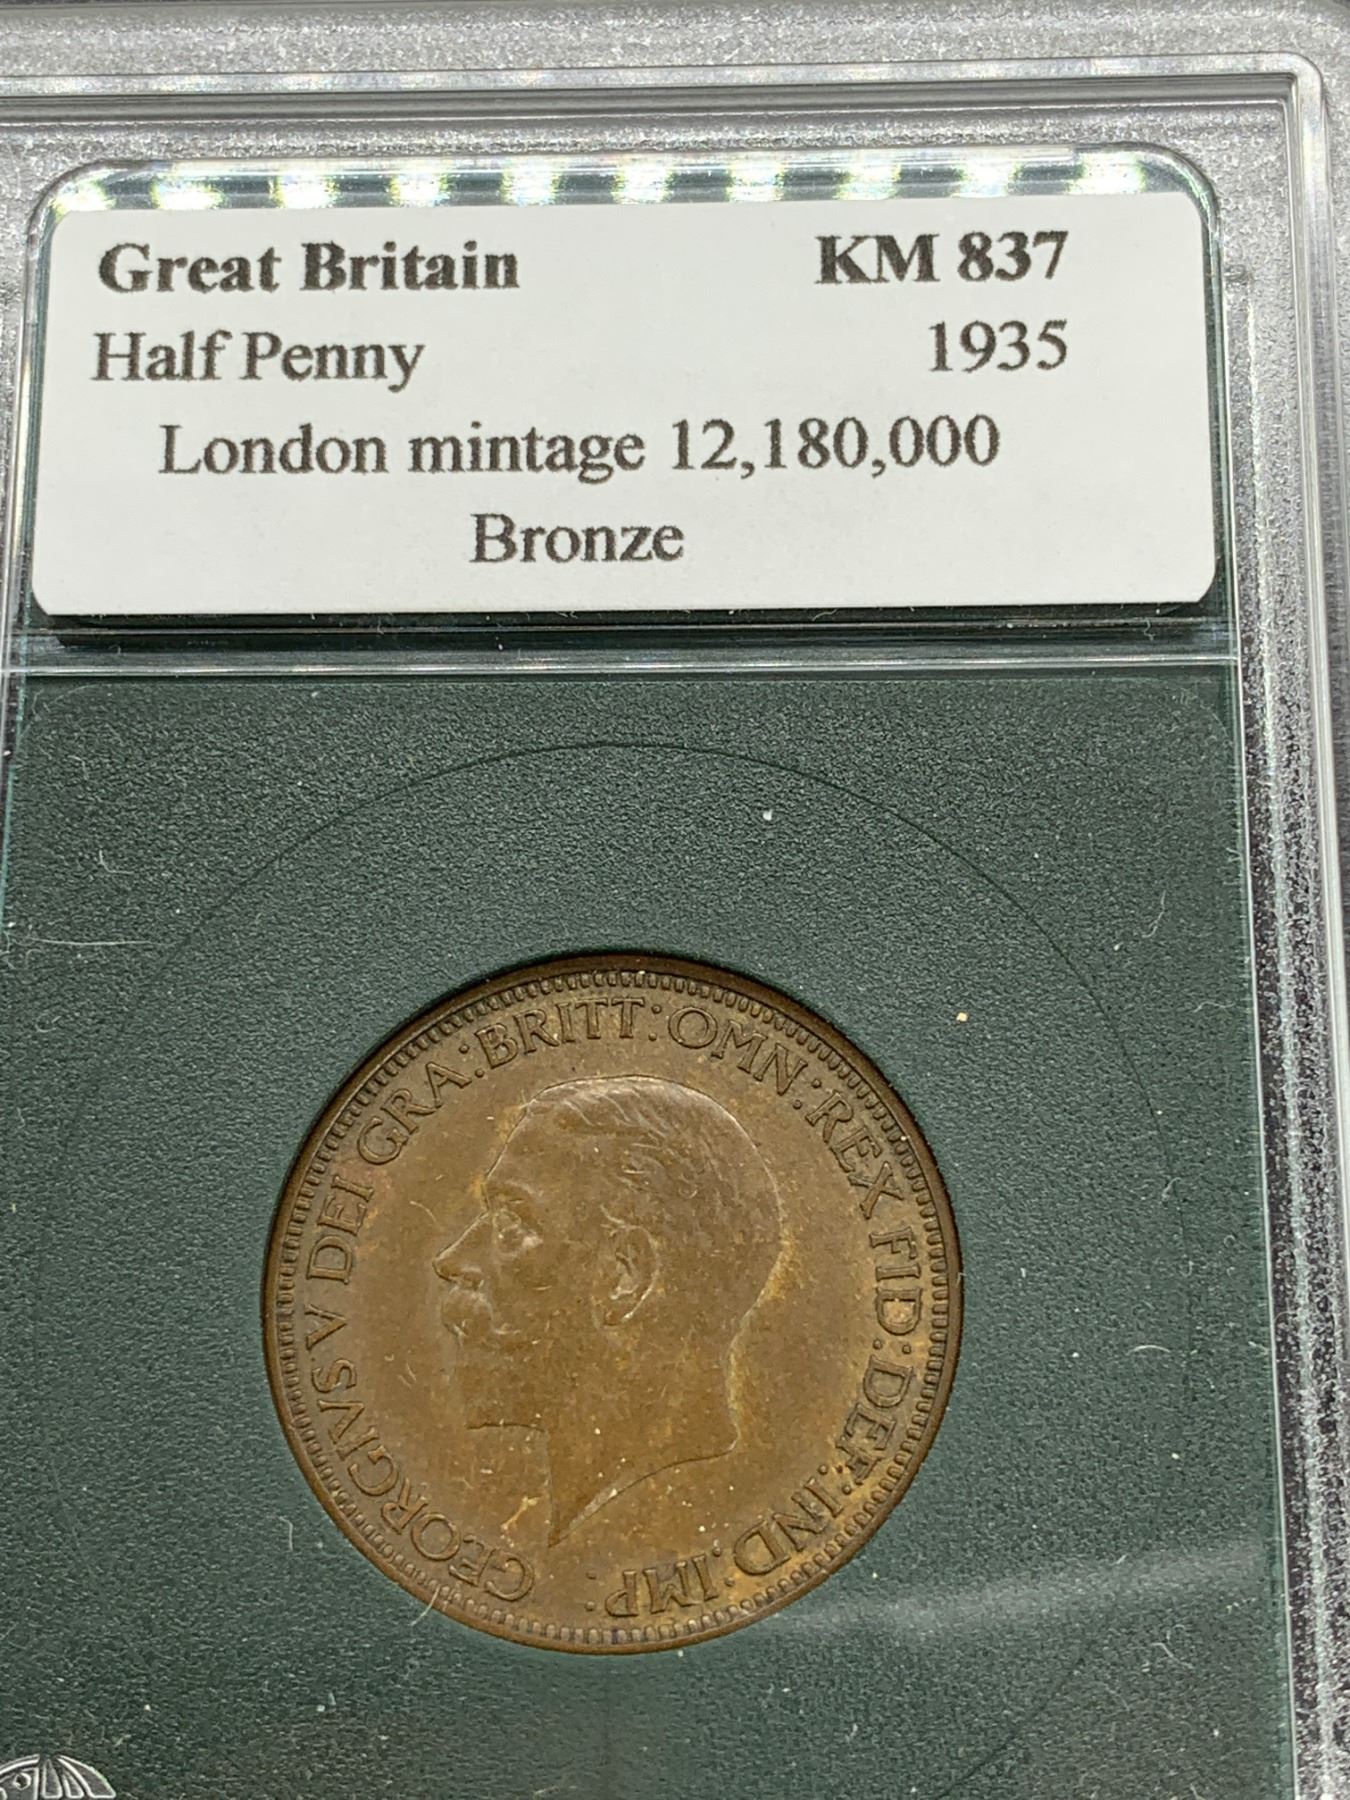 Great Britain KM 837
Half Penny 1935
London mintage 12,180,000
Bronze
GEORGIVS V DEI GRA: BRITT: OMN: REX FID: DEF: IND: IMP: